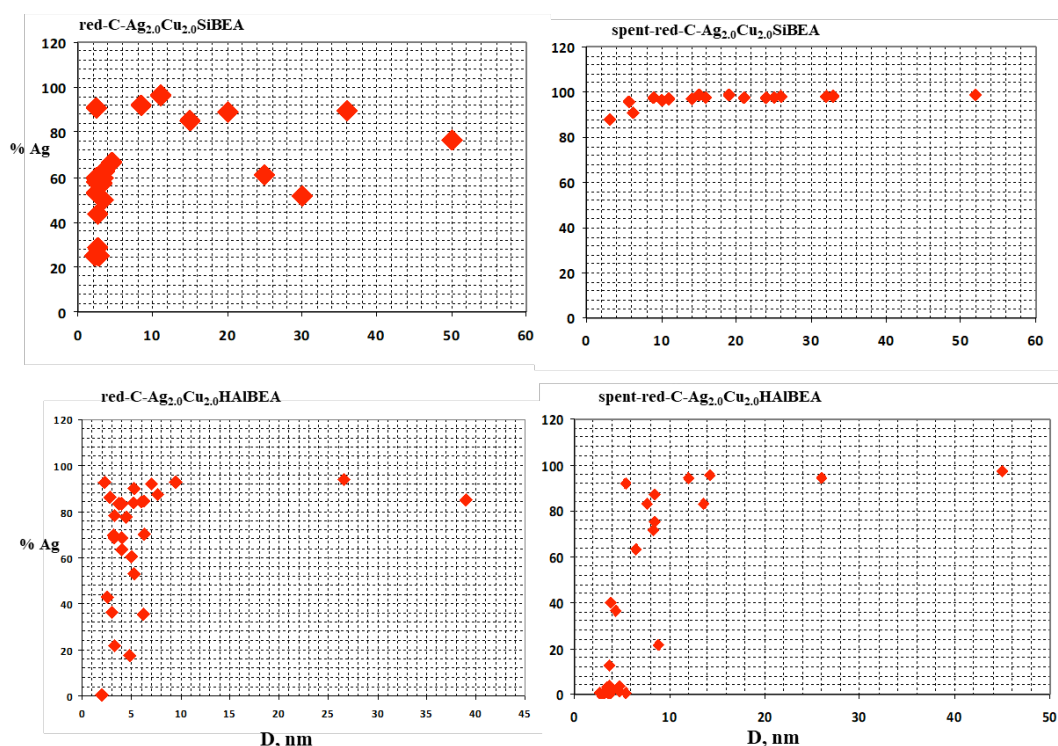 red-C-Ag2.0Cu2.0SiBEA
120
100
80
% Ag
60
40
20
0
0 10 20 30 40 50 60
spent-red-C-Ag2.0Cu2.0SiBEA
120
100
80
60
40
20
0
0 10 20 30 40 50 60
red-C-Ag2.0Cu2.0HAlBEA
120
100
80
% Ag
60
40
20
0
0 5 10 15 20 25 30 35 40 45
D, nm
spent-red-C-Ag2.0Cu2.0HAlBEA
120
100
80
60
40
20
0
0 10 20 30 40 50
D, nm